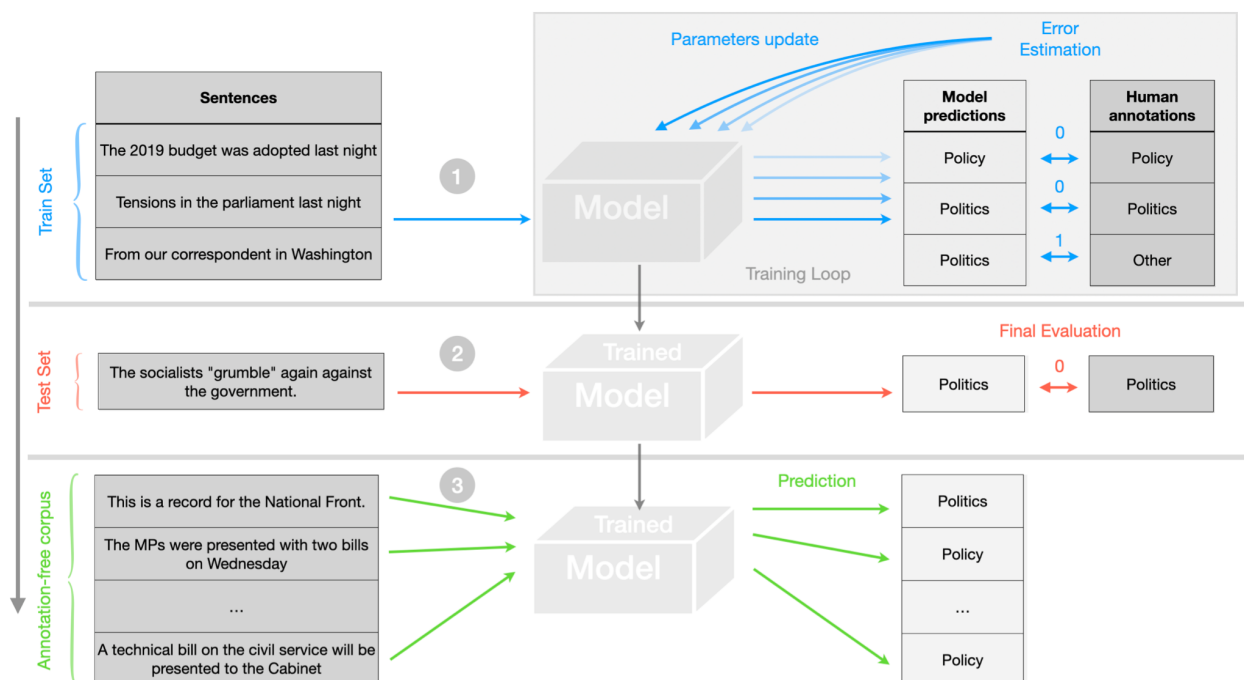 Parameters update
Error
Estimation
Sentences
Model
predictions
Human
annotations
Train Set
The 2019 budget was adopted last night
1
Policy
0
Policy
Tensions in the parliament last night
Model
Politics
0
Politics
From our correspondent in Washington
Politics
1
Other
Training Loop
Final Evaluation
Test Set
The socialists "grumble" again against
the government.
2
Trained
Model
Politics
0
Politics
Annotation-free corpus
3
Prediction
This is a record for the National Front.
Trained
Model
Politics
The MPs were presented with two bills
on Wednesday
Policy
...
...
A technical bill on the civil service will be
presented to the Cabinet
Policy